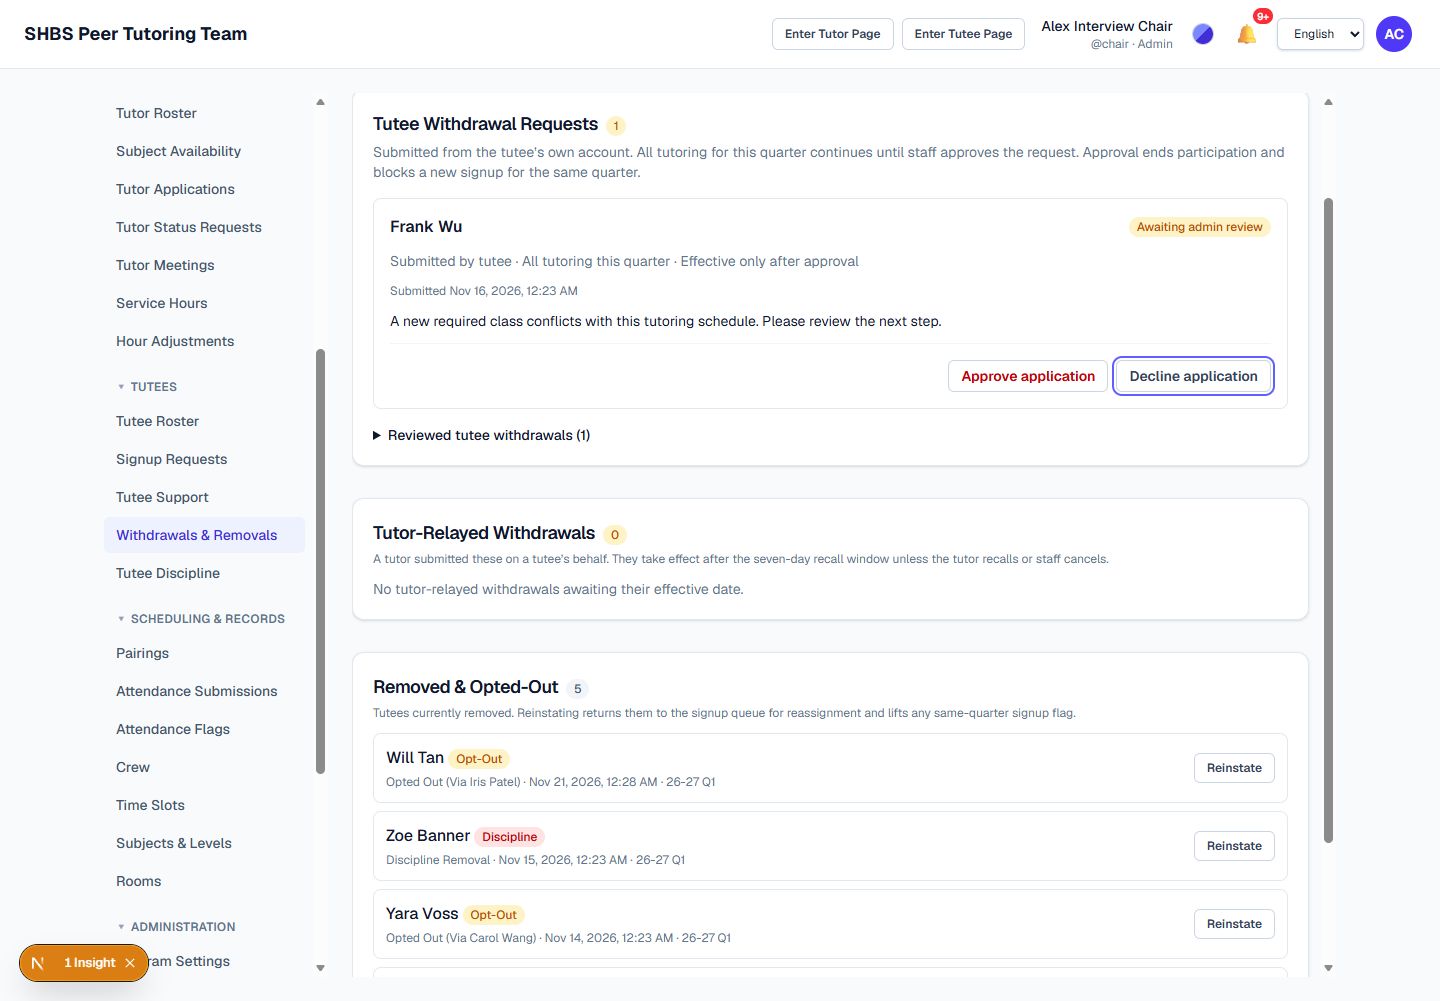 SHBS Peer Tutoring Team
Enter Tutor Page
Enter Tutee Page
Alex Interview Chair
@chair · Admin
9+
English
AC
Tutor Roster
Subject Availability
Tutor Applications
Tutor Status Requests
Tutor Meetings
Service Hours
Hour Adjustments
TUTEES
Tutee Roster
Signup Requests
Tutee Support
Withdrawals & Removals
Tutee Discipline
SCHEDULING & RECORDS
Pairings
Attendance Submissions
Attendance Flags
Crew
Time Slots
Subjects & Levels
Rooms
ADMINISTRATION
ram Settings
N 1 Insight ×
Tutee Withdrawal Requests 1
Submitted from the tutee's own account. All tutoring for this quarter continues until staff approves the request. Approval ends participation and
blocks a new signup for the same quarter.
Frank Wu
Awaiting admin review
Submitted by tutee · All tutoring this quarter · Effective only after approval
Submitted Nov 16, 2026, 12:23 AM
A new required class conflicts with this tutoring schedule. Please review the next step.
Approve application
Decline application
Reviewed tutee withdrawals (1)
Tutor-Relayed Withdrawals 0
A tutor submitted these on a tutee's behalf. They take effect after the seven-day recall window unless the tutor recalls or staff cancels.
No tutor-relayed withdrawals awaiting their effective date.
Removed & Opted-Out 5
Tutees currently removed. Reinstating returns them to the signup queue for reassignment and lifts any same-quarter signup flag.
Will Tan Opt-Out
Opted Out (Via Iris Patel) · Nov 21, 2026, 12:28 AM · 26-27 Q1
Reinstate
Zoe Banner Discipline
Discipline Removal · Nov 15, 2026, 12:23 AM · 26-27 Q1
Reinstate
Yara Voss Opt-Out
Opted Out (Via Carol Wang) · Nov 14, 2026, 12:23 AM · 26-27 Q1
Reinstate